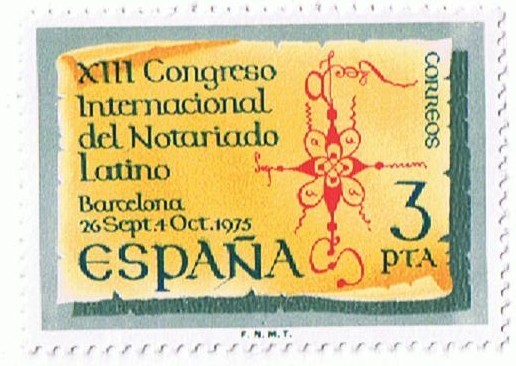 XIII Congreso
Internacional
del Notariado
Latino
Barcelona
26 Sept. 4 Oct. 1975
ESPAÑA
CORREOS
3
PTA
F. N. M. T.